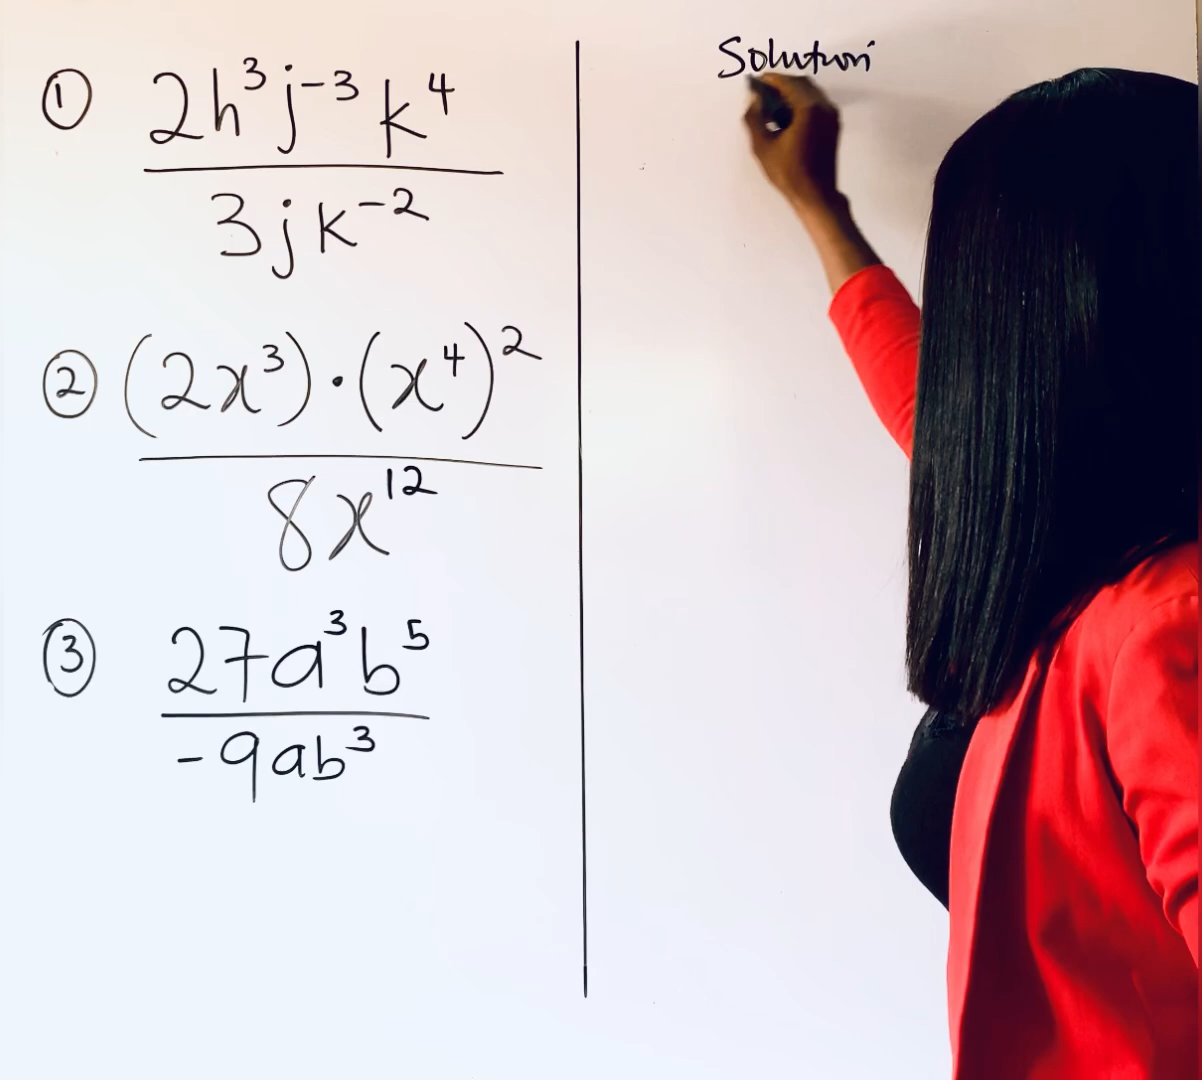 Solution
① 2h³j⁻³k⁴
3jk⁻²
② (2x³)·(x⁴)²
8x¹²
③ 27a³b⁵
-9ab³